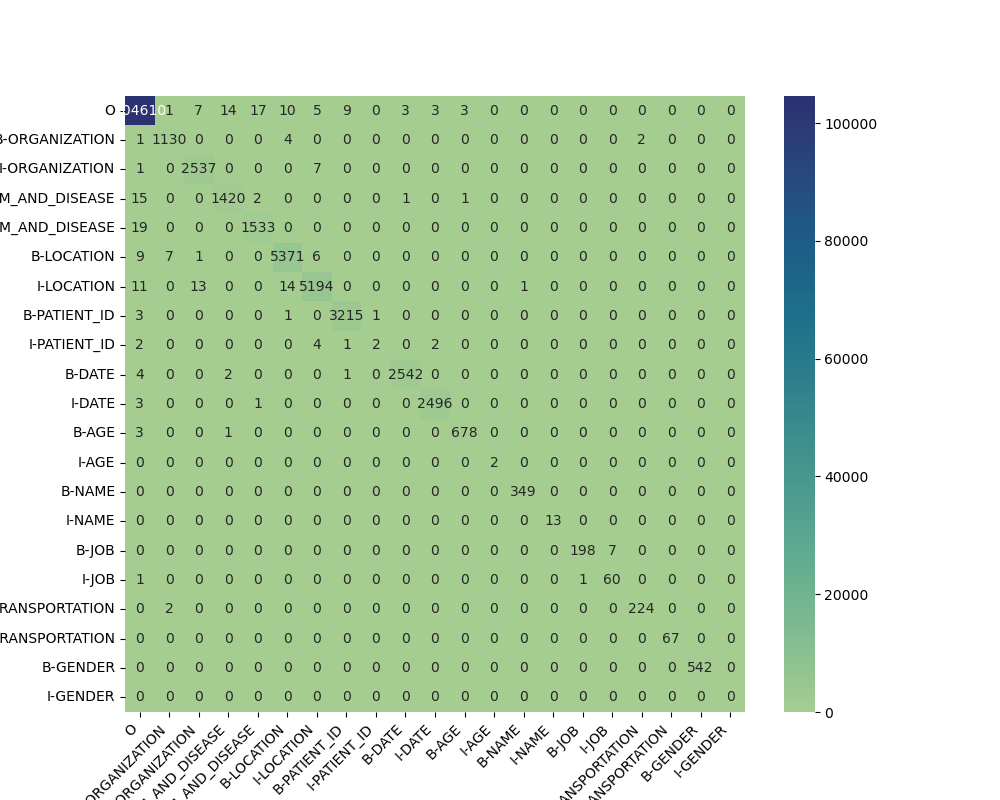 O 04610 1 7 14 17 10 5 9 0 3 3 3 0 0 0 0 0 0 0 0 0
B-ORGANIZATION 1 1130 0 0 0 4 0 0 0 0 0 0 0 0 0 0 0 2 0 0 0
I-ORGANIZATION 1 0 2537 0 0 0 7 0 0 0 0 0 0 0 0 0 0 0 0 0 0
M_AND_DISEASE 15 0 0 1420 2 0 0 0 0 1 0 1 0 0 0 0 0 0 0 0 0
M_AND_DISEASE 19 0 0 0 1533 0 0 0 0 0 0 0 0 0 0 0 0 0 0 0 0
B-LOCATION 9 7 1 0 0 5371 6 0 0 0 0 0 0 0 0 0 0 0 0 0 0
I-LOCATION 11 0 13 0 0 14 5194 0 0 0 0 0 0 1 0 0 0 0 0 0 0
B-PATIENT_ID 3 0 0 0 0 1 0 3215 1 0 0 0 0 0 0 0 0 0 0 0 0
I-PATIENT_ID 2 0 0 0 0 0 4 1 2 0 2 0 0 0 0 0 0 0 0 0 0
B-DATE 4 0 0 2 0 0 0 1 0 2542 0 0 0 0 0 0 0 0 0 0 0
I-DATE 3 0 0 0 1 0 0 0 0 0 2496 0 0 0 0 0 0 0 0 0 0
B-AGE 3 0 0 1 0 0 0 0 0 0 0 678 0 0 0 0 0 0 0 0 0
I-AGE 0 0 0 0 0 0 0 0 0 0 0 0 2 0 0 0 0 0 0 0 0
B-NAME 0 0 0 0 0 0 0 0 0 0 0 0 0 349 0 0 0 0 0 0 0
I-NAME 0 0 0 0 0 0 0 0 0 0 0 0 0 0 13 0 0 0 0 0 0
B-JOB 0 0 0 0 0 0 0 0 0 0 0 0 0 0 0 198 7 0 0 0 0
I-JOB 1 0 0 0 0 0 0 0 0 0 0 0 0 0 0 1 60 0 0 0 0
RANSPORTATION 0 2 0 0 0 0 0 0 0 0 0 0 0 0 0 0 0 224 0 0 0
RANSPORTATION 0 0 0 0 0 0 0 0 0 0 0 0 0 0 0 0 0 0 67 0 0
B-GENDER 0 0 0 0 0 0 0 0 0 0 0 0 0 0 0 0 0 0 0 542 0
I-GENDER 0 0 0 0 0 0 0 0 0 0 0 0 0 0 0 0 0 0 0 0 0
O
ORGANIZATION
ORGANIZATION
_AND_DISEASE
_AND_DISEASE
B-LOCATION
I-LOCATION
B-PATIENT_ID
I-PATIENT_ID
B-DATE
I-DATE
B-AGE
I-AGE
B-NAME
I-NAME
B-JOB
I-JOB
ANSPORTATION
ANSPORTATION
B-GENDER
I-GENDER
100000
80000
60000
40000
20000
0